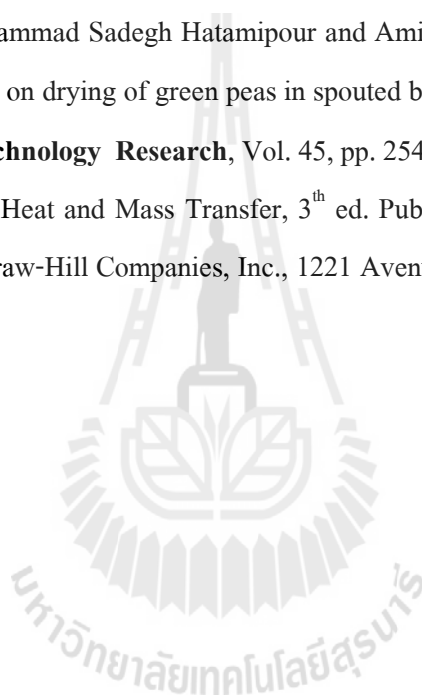 ammad Sadegh Hatamipour and Ami
on drying of green peas in spouted b
chnology Research, Vol. 45, pp. 254
Heat and Mass Transfer, 3th ed. Pub
raw-Hill Companies, Inc., 1221 Aven
มหาวิทยาลัยเทคโนโลยีสุรนารี